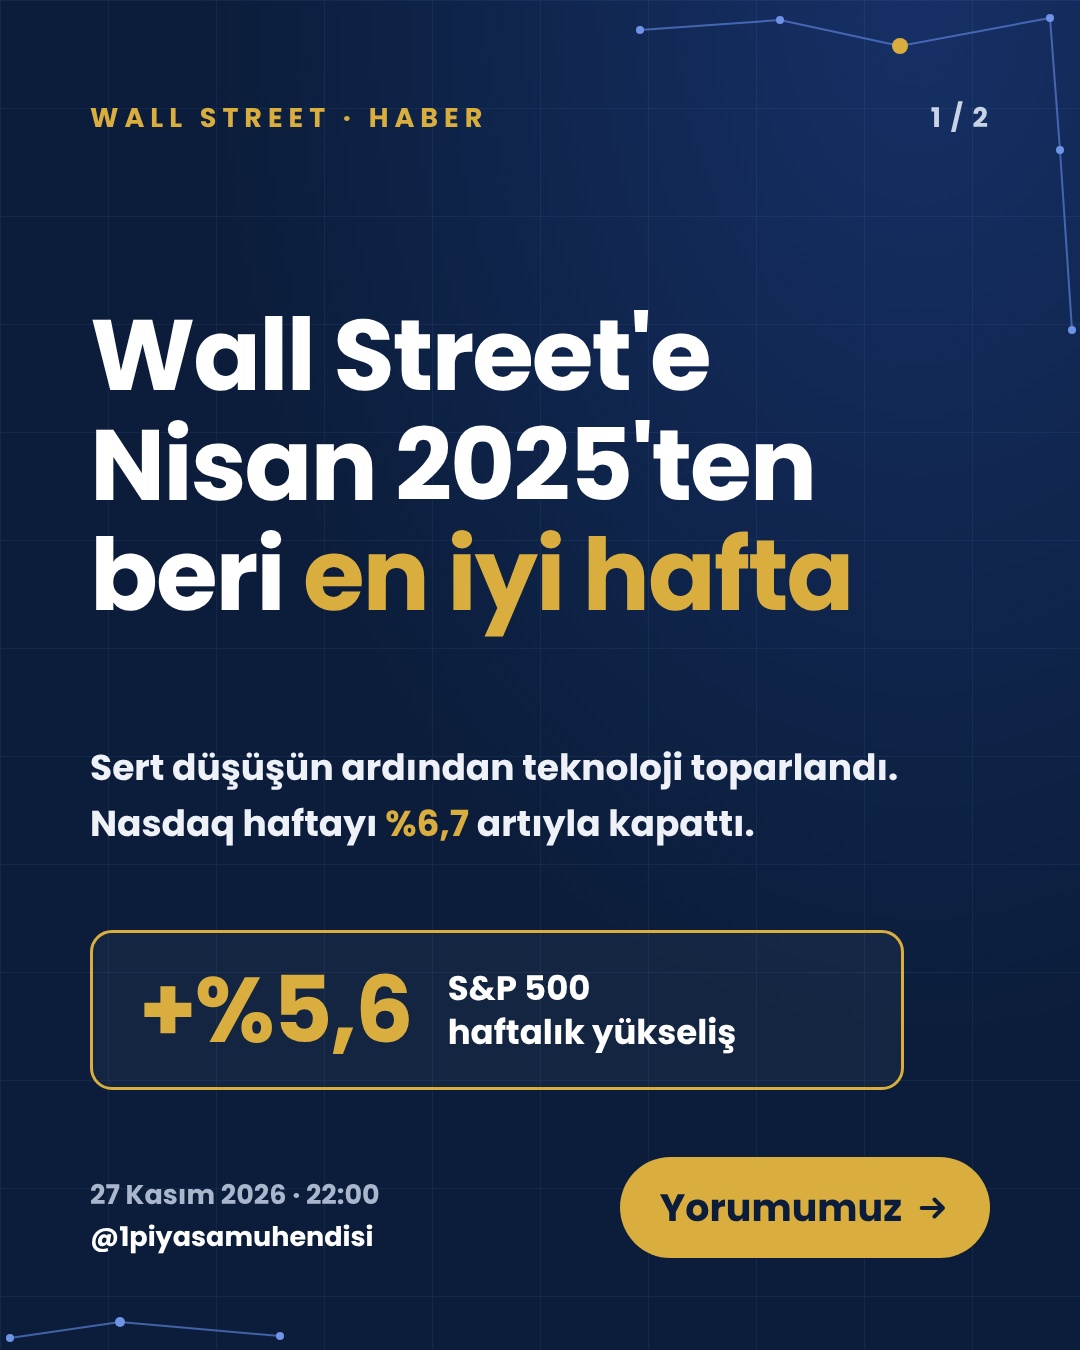 WALL STREET · HABER
1 / 2
Wall Street'e
Nisan 2025'ten
beri en iyi hafta
Sert düşüşün ardından teknoloji toparlandı.
Nasdaq haftayı %6,7 artıyla kapattı.
+%5,6
S&P 500
haftalık yükseliş
27 Kasım 2026 · 22:00
@1piyasamuhendisi
Yorumumuz →